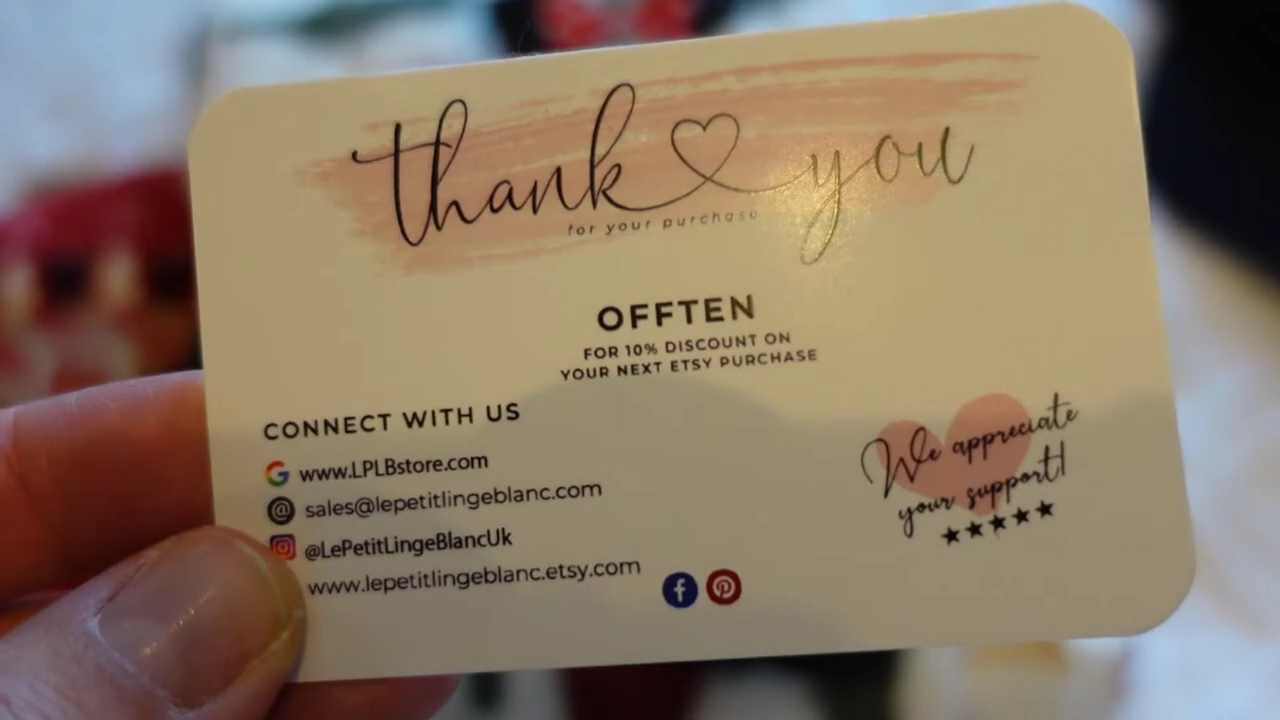 thank you
for your purchase
OFFTEN
FOR 10% DISCOUNT ON
YOUR NEXT ETSY PURCHASE
CONNECT WITH US
www.LPLBstore.com
sales@lepetitlingeblanc.com
@LePetitLingeBlancUk
www.lepetitlingeblanc.etsy.com
We appreciate
your support!